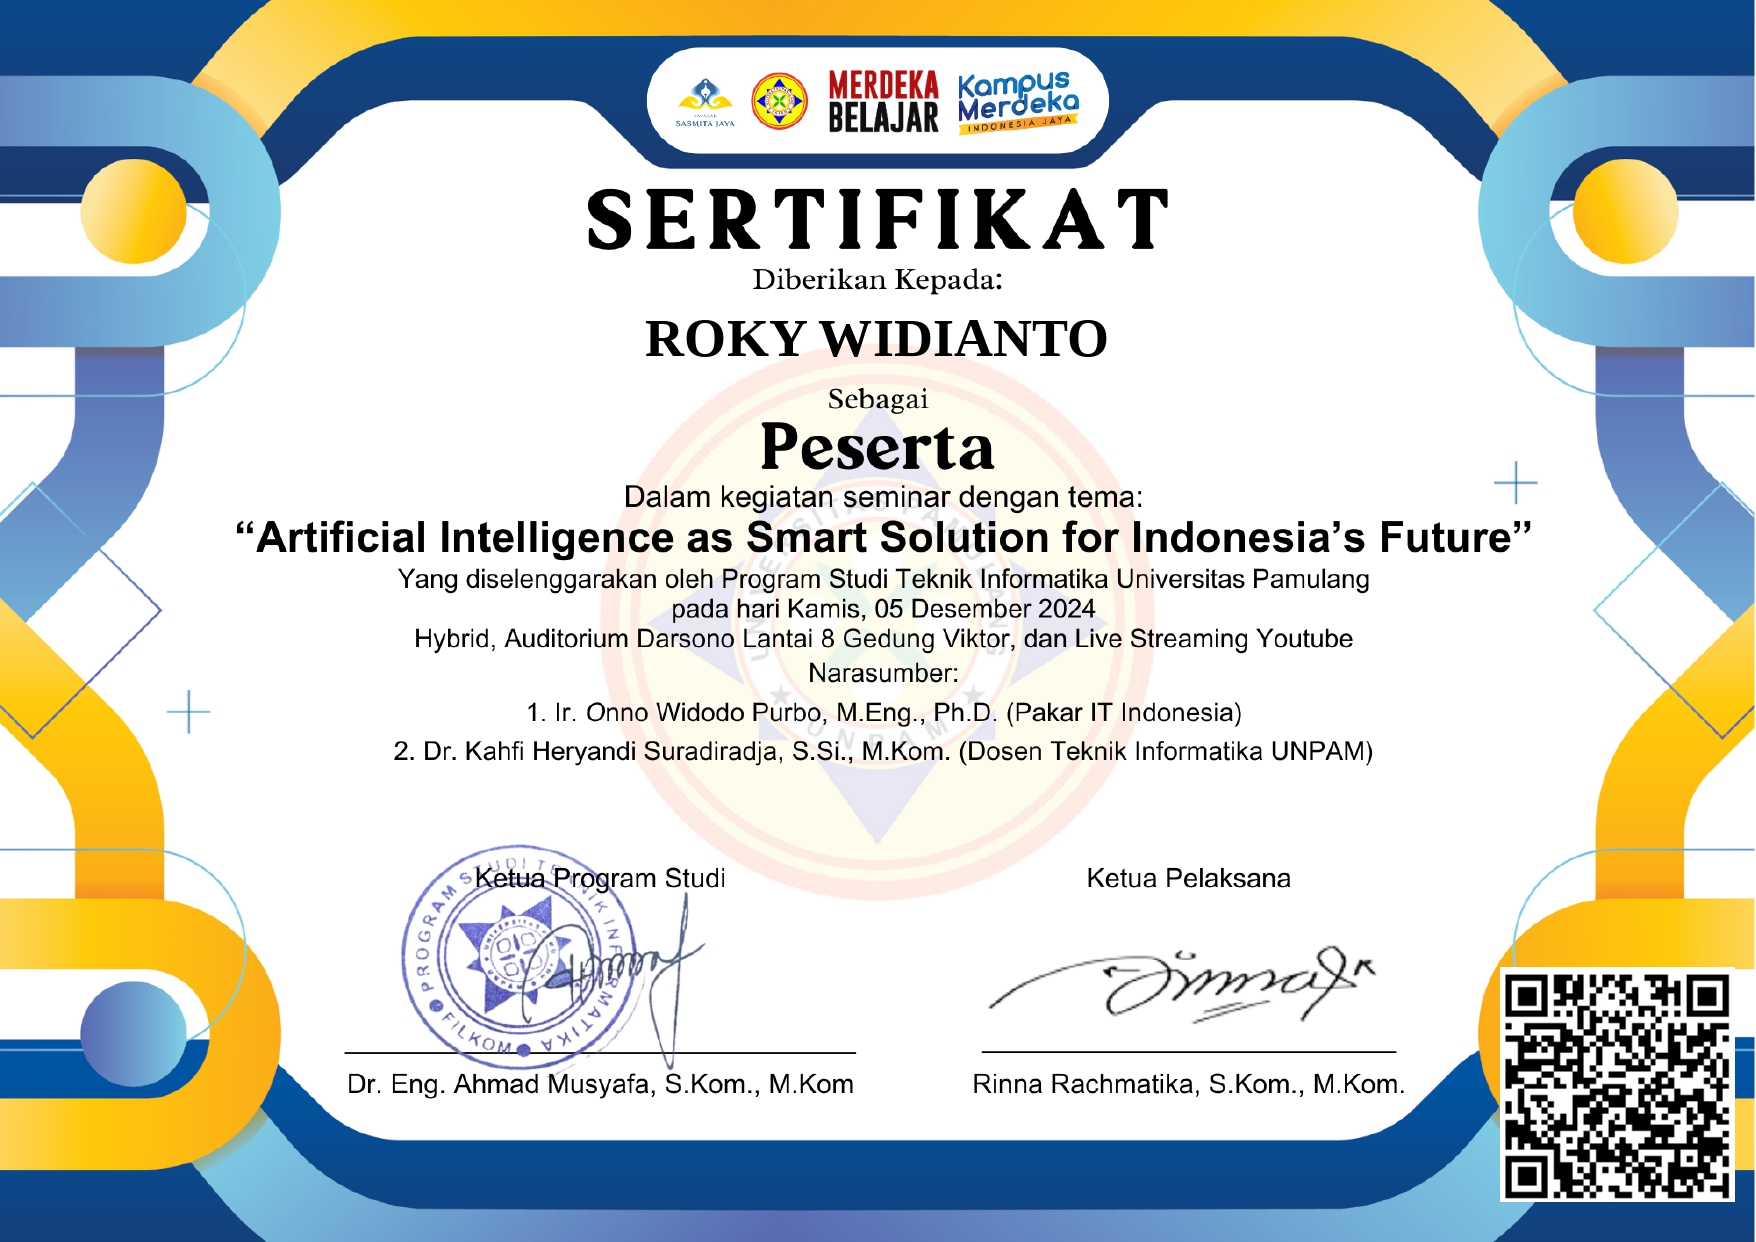 YAYASAN
SASMITA JAYA
MERDEKA
BELAJAR
Kampus
Merdeka
INDONESIA JAYA
SERTIFIKAT
Diberikan Kepada:
ROKY WIDIANTO
Sebagai
Peserta
Dalam kegiatan seminar dengan tema:
“Artificial Intelligence as Smart Solution for Indonesia’s Future”
Yang diselenggarakan oleh Program Studi Teknik Informatika Universitas Pamulang
pada hari Kamis, 05 Desember 2024
Hybrid, Auditorium Darsono Lantai 8 Gedung Viktor, dan Live Streaming Youtube
Narasumber:
1. Ir. Onno Widodo Purbo, M.Eng., Ph.D. (Pakar IT Indonesia)
2. Dr. Kahfi Heryandi Suradiradja, S.Si., M.Kom. (Dosen Teknik Informatika UNPAM)
UNIVERSITAS PAMULANG
UNPAM
Ketua Program Studi
Ketua Pelaksana
PROGRAM STUDI TEKNIK INFORMATIKA
FILKOM
Dr. Eng. Ahmad Musyafa, S.Kom., M.Kom
Rinna Rachmatika, S.Kom., M.Kom.